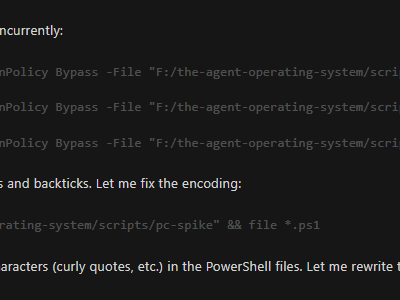 ncurrently:
nPolicy Bypass -File "F:/the-agent-operating-system/scri
nPolicy Bypass -File "F:/the-agent-operating-system/scri
nPolicy Bypass -File "F:/the-agent-operating-system/scri
s and backticks. Let me fix the encoding:
rating-system/scripts/pc-spike" && file *.ps1
aracters (curly quotes, etc.) in the PowerShell files. Let me rewrite t